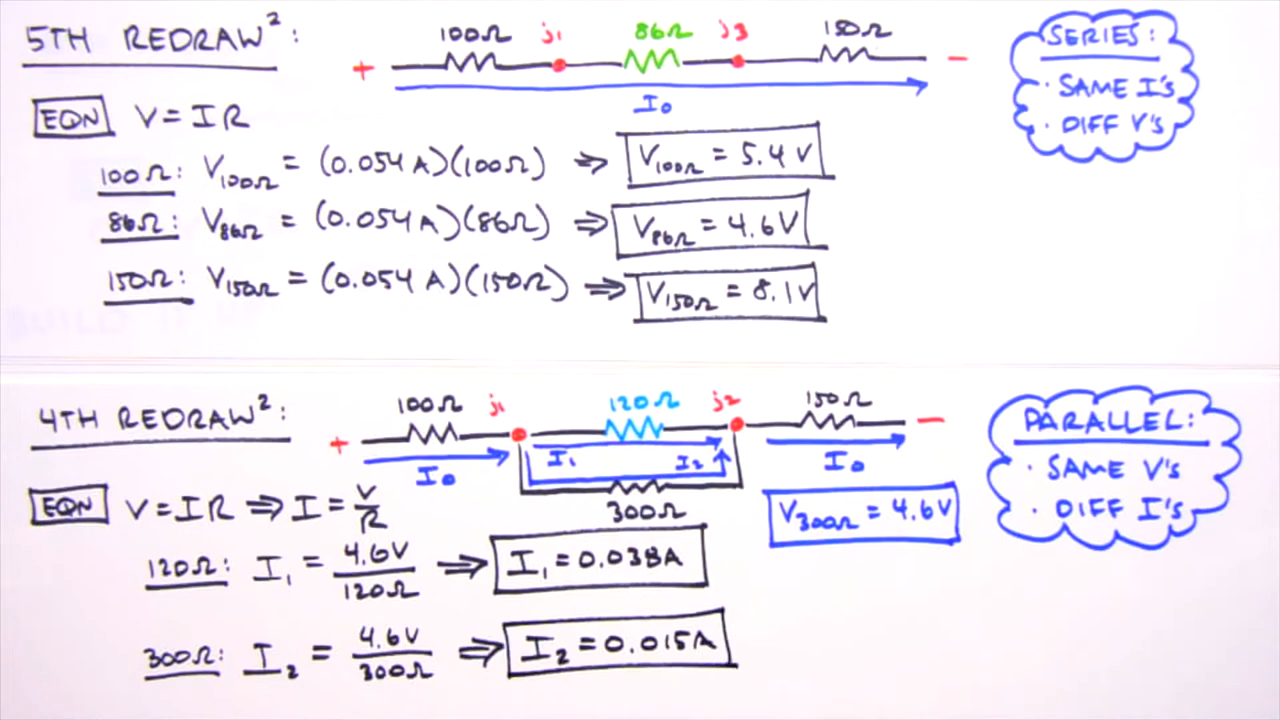 5TH REDRAW²:
100Ω j₁ 86Ω j₃ 150Ω
+ −
I₀
SERIES:
· SAME I's
· DIFF V's
EQN V = IR
100Ω: V₁₀₀Ω = (0.054 A)(100Ω) ⇒ V₁₀₀Ω = 5.4 V
86Ω: V₈₆Ω = (0.054 A)(86Ω) ⇒ V₈₆Ω = 4.6 V
150Ω: V₁₅₀Ω = (0.054 A)(150Ω) ⇒ V₁₅₀Ω = 8.1 V
4TH REDRAW²:
100Ω j₁ 120Ω j₂ 150Ω
+ −
I₀ I₁ I₂ I₀
300Ω
V₃₀₀Ω = 4.6 V
PARALLEL:
· SAME V's
· DIFF I's
EQN V = IR ⇒ I = V/R
120Ω: I₁ = 4.6V/120Ω ⇒ I₁ = 0.038A
300Ω: I₂ = 4.6V/300Ω ⇒ I₂ = 0.015A